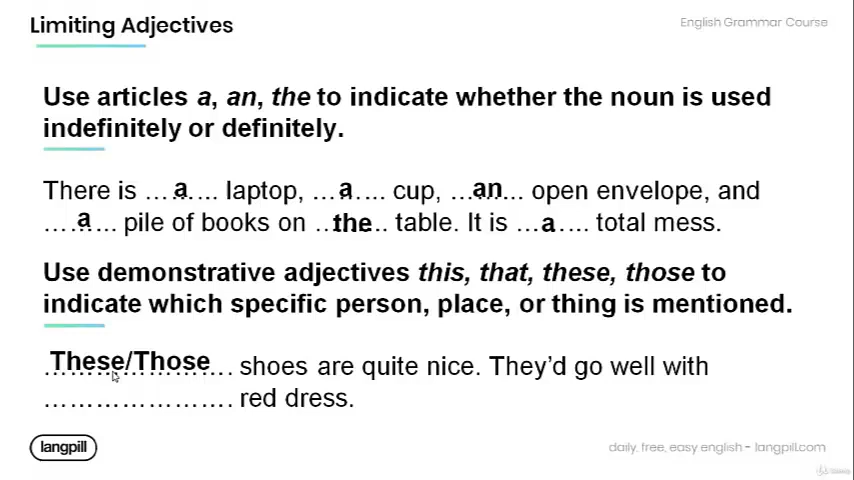 Limiting Adjectives
English Grammar Course
Use articles a, an, the to indicate whether the noun is used
indefinitely or definitely.
There is …a….. laptop, …a….. cup, …an…... open envelope, and
…a….. pile of books on …the….. table. It is …a….. total mess.
Use demonstrative adjectives this, that, these, those to
indicate which specific person, place, or thing is mentioned.
These/Those shoes are quite nice. They’d go well with
…………………. red dress.
langpill
daily, free, easy english - langpill.com
Udemy